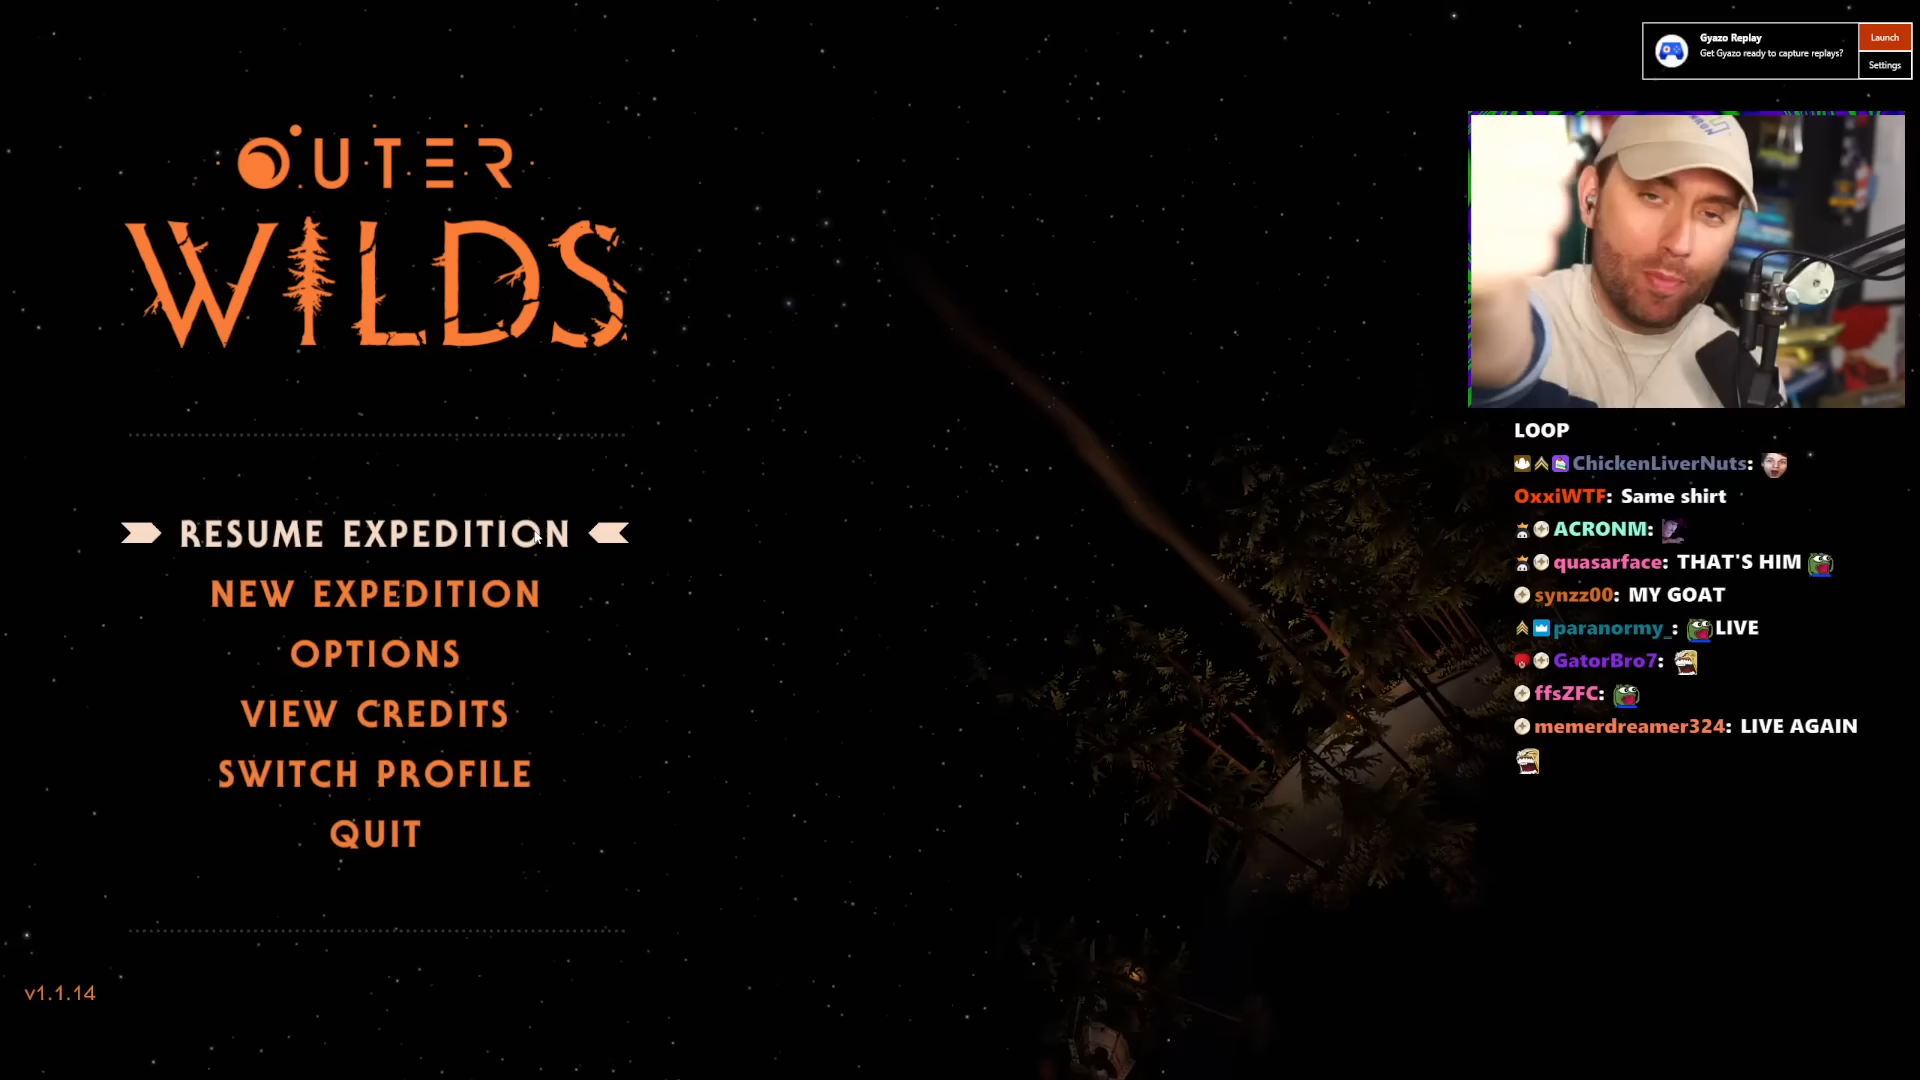 OUTER
WILDS
RESUME EXPEDITION
NEW EXPEDITION
OPTIONS
VIEW CREDITS
SWITCH PROFILE
QUIT
v1.1.14
Gyazo Replay
Get Gyazo ready to capture replays?
Launch
Settings
LOOP
ChickenLiverNuts:
OxxiWTF: Same shirt
ACRONM:
quasarface: THAT'S HIM
synzz00: MY GOAT
paranormy_: LIVE
GatorBro7:
ffsZFC:
memerdreamer324: LIVE AGAIN